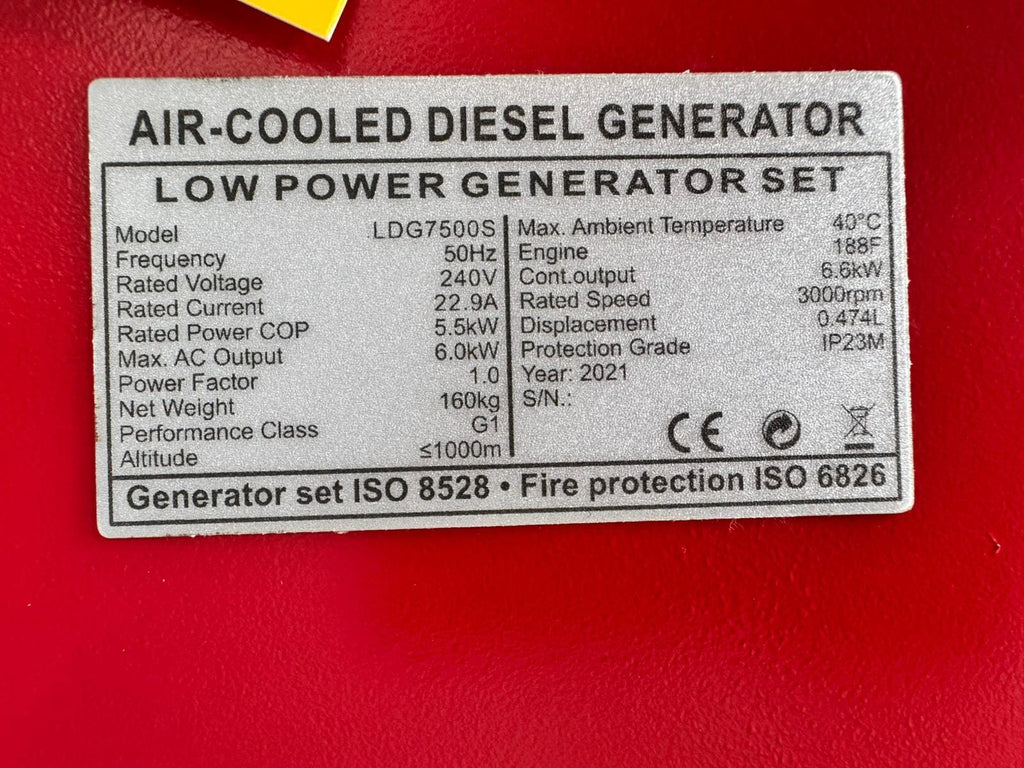 AIR-COOLED DIESEL GENERATOR
LOW POWER GENERATOR SET
Model LDG7500S
Frequency 50Hz
Rated Voltage 240V
Rated Current 22.9A
Rated Power COP 5.5kW
Max. AC Output 6.0kW
Power Factor 1.0
Net Weight 160kg
Performance Class G1
Altitude ≤1000m
Max. Ambient Temperature 40°C
Engine 188F
Cont.output 6.6kW
Rated Speed 3000rpm
Displacement 0.474L
Protection Grade IP23M
Year: 2021
S/N.:
CE
Generator set ISO 8528 • Fire protection ISO 6826